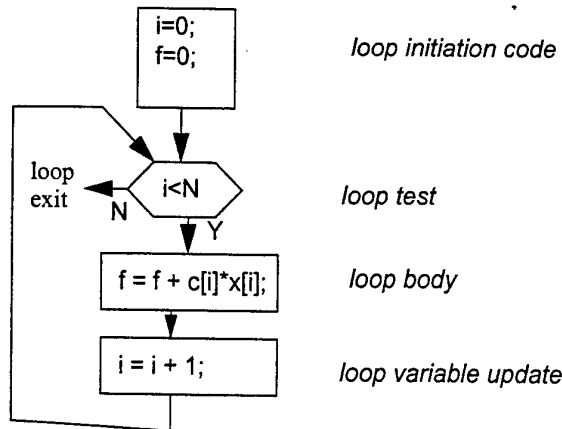 i=0;
f=0;
loop initiation code
loop
exit
i<N
N
Y
loop test
f = f + c[i]*x[i];
loop body
i = i + 1;
loop variable update